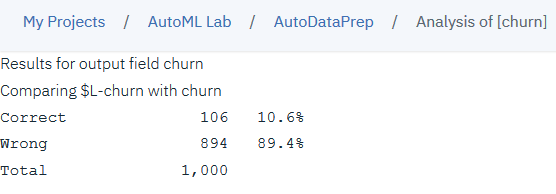 My Projects / AutoML Lab / AutoDataPrep / Analysis of [churn]
Results for output field churn
Comparing $L-churn with churn
Correct 106 10.6%
Wrong 894 89.4%
Total 1,000